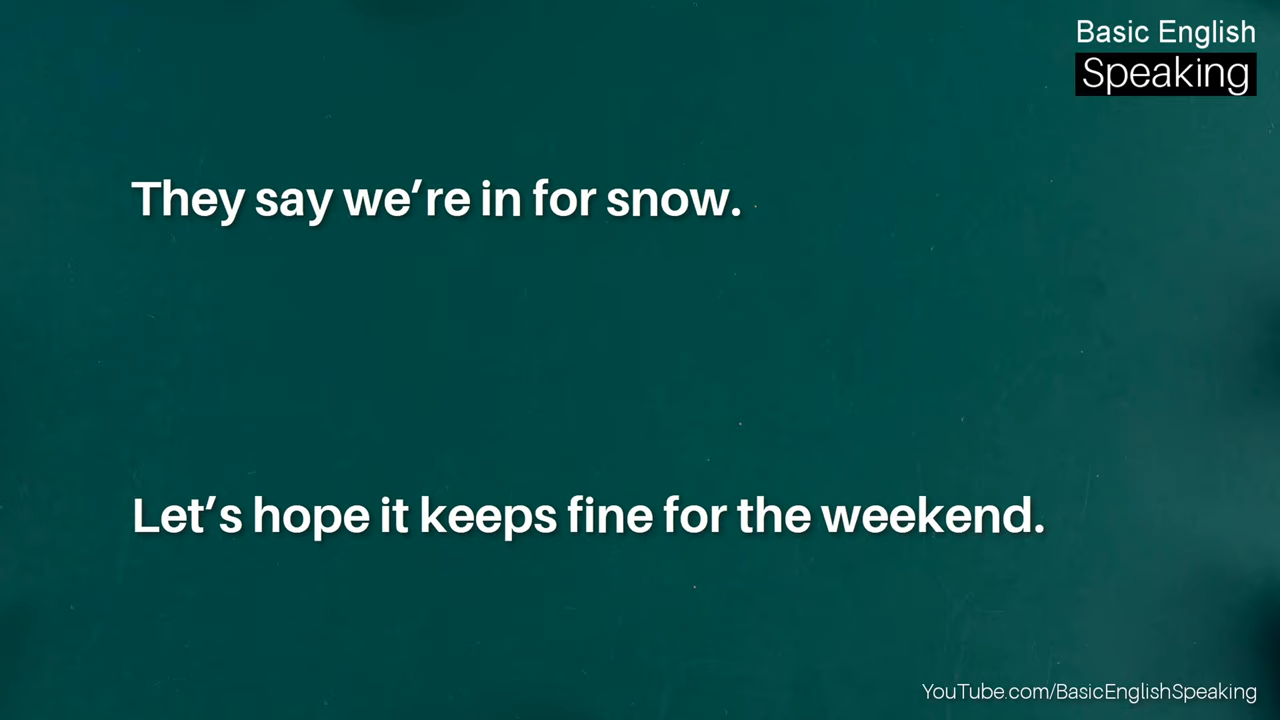 Basic English
Speaking
They say we’re in for snow.
Let’s hope it keeps fine for the weekend.
YouTube.com/BasicEnglishSpeaking